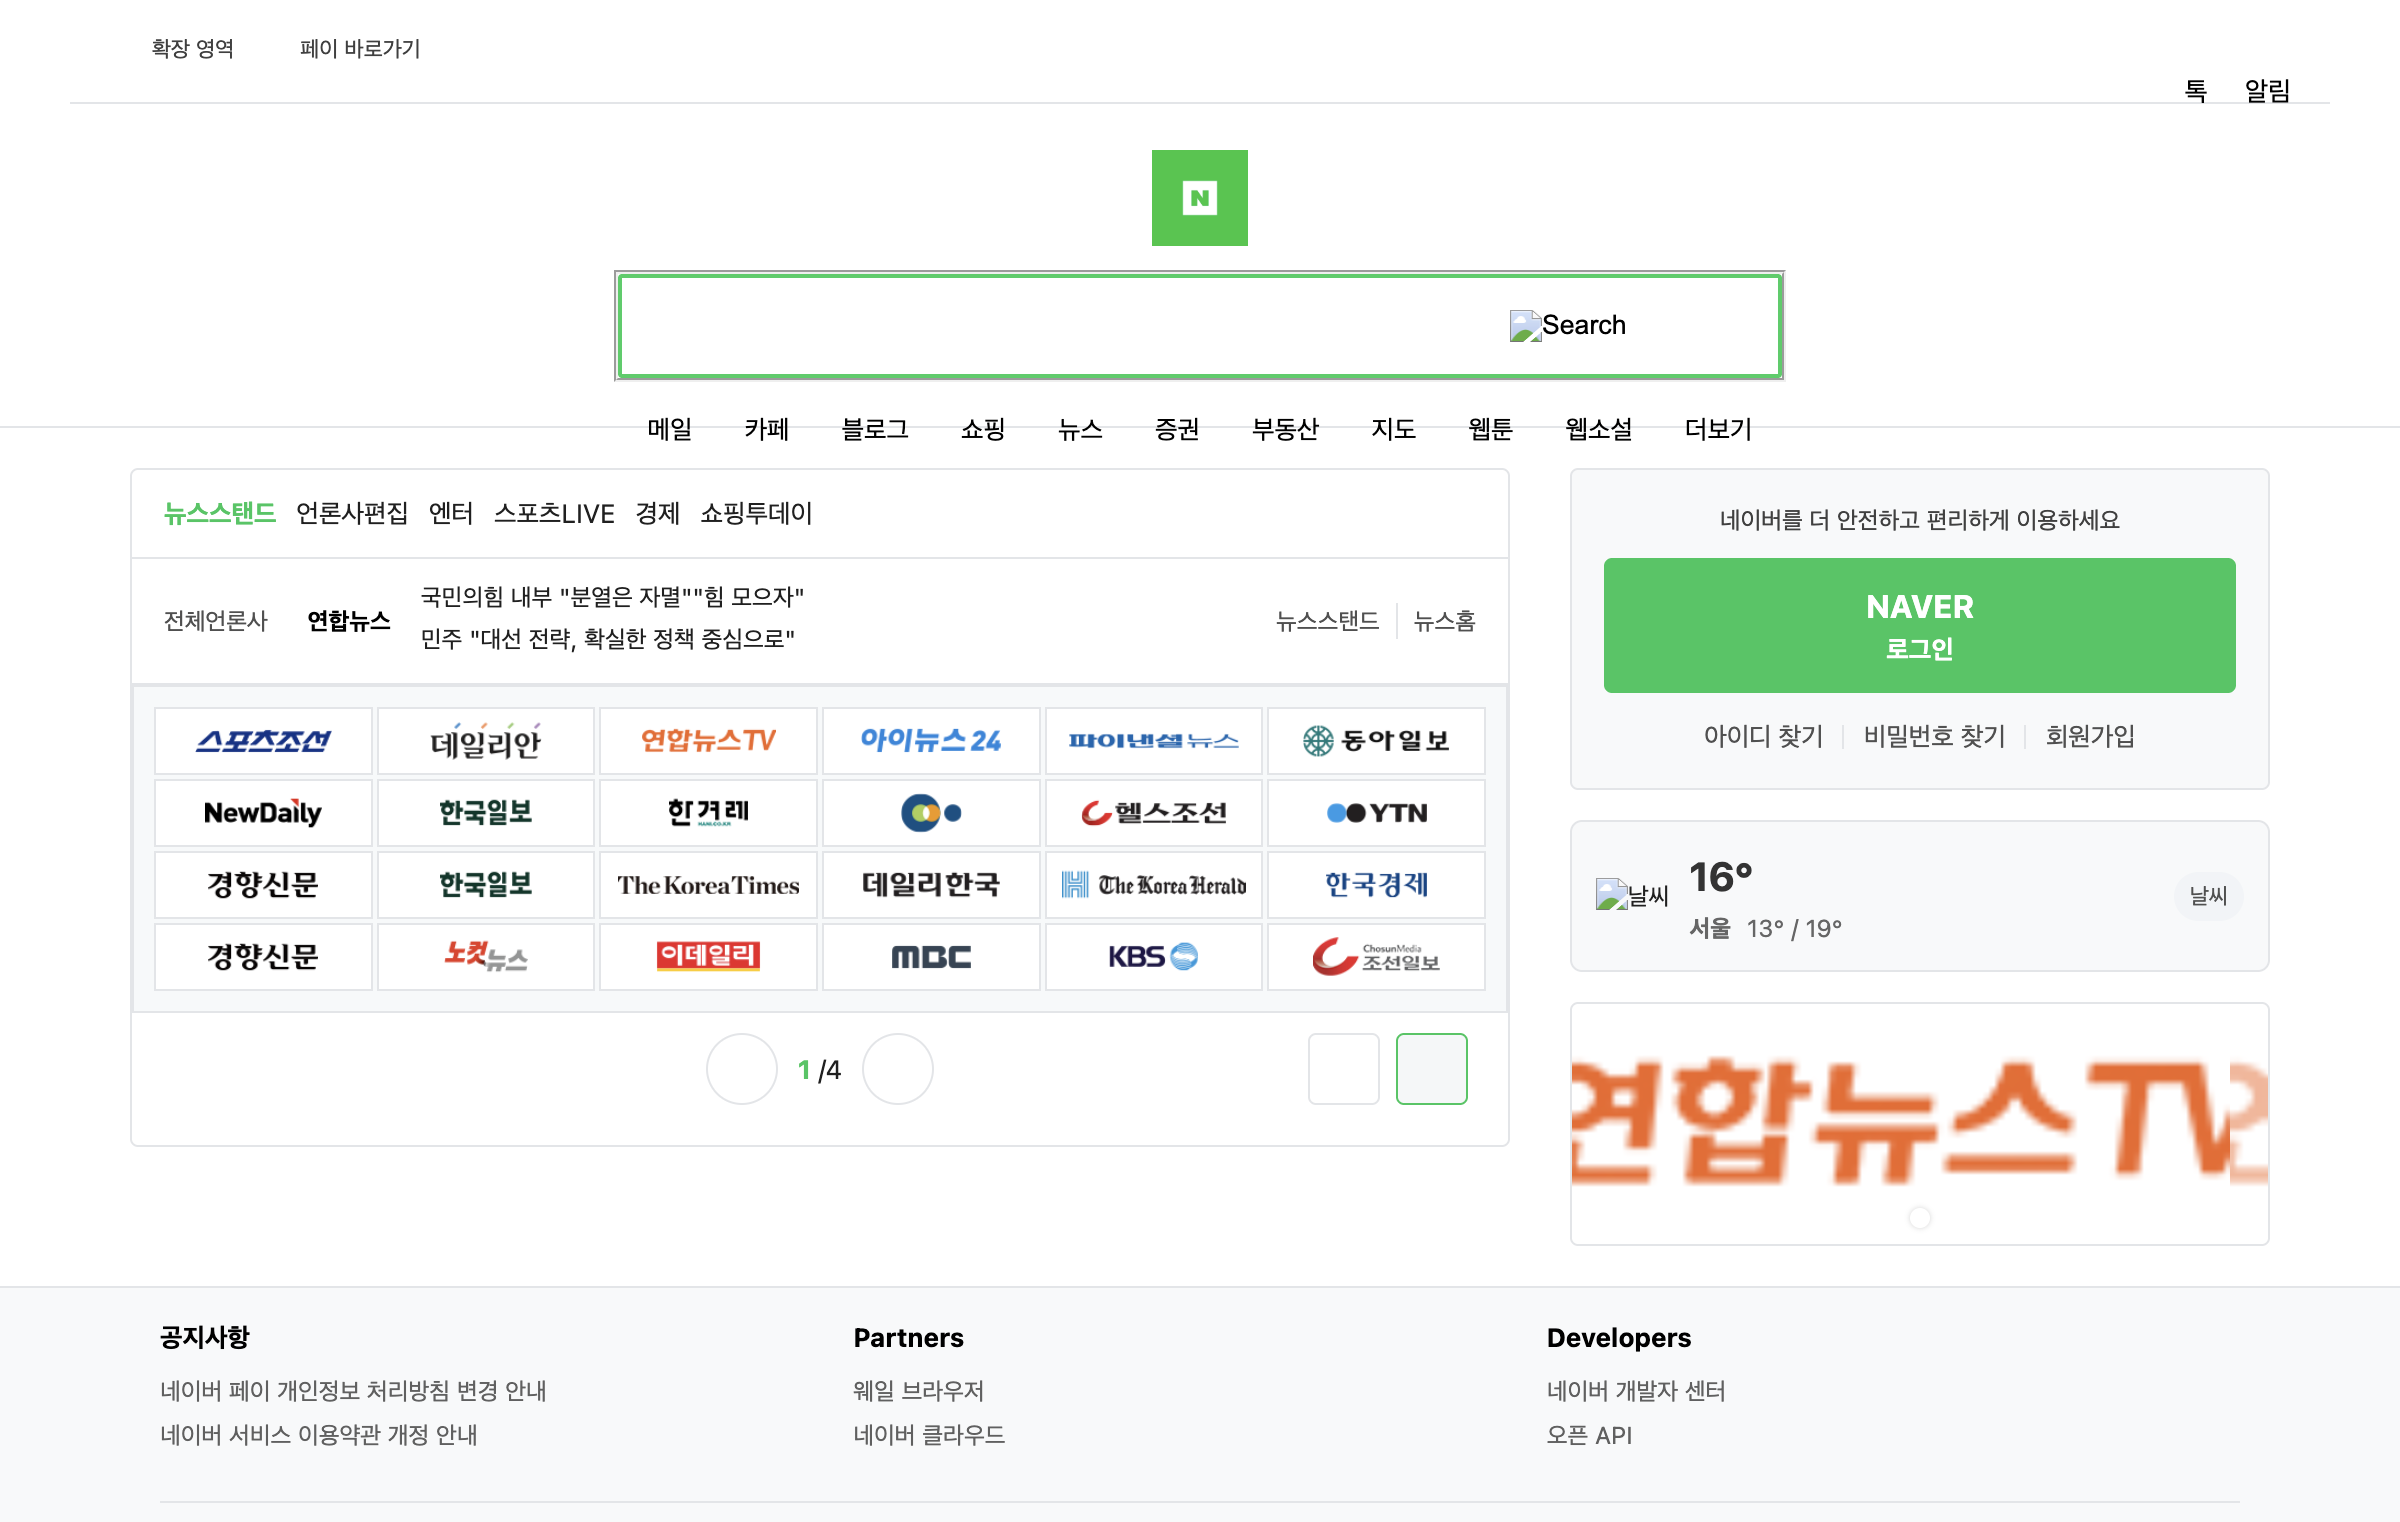 확장 영역 페이 바로가기
톡 알림
N
Search
메일 카페 블로그 쇼핑 뉴스 증권 부동산 지도 웹툰 웹소설 더보기
뉴스스탠드 언론사편집 엔터 스포츠LIVE 경제 쇼핑투데이
전체언론사 연합뉴스
국민의힘 내부 "분열은 자멸""힘 모으자"
민주 "대선 전략, 확실한 정책 중심으로"
뉴스스탠드 뉴스홈
스포츠조선 데일리안 연합뉴스TV 아이뉴스24 파이낸셜뉴스 동아일보
NewDaily 한국일보 한겨레 HANI.CO.KR 헬스조선 YTN
경향신문 한국일보 The Korea Times 데일리한국 The Korea Herald 한국경제
경향신문 노컷뉴스 이데일리 MBC KBS ChosunMedia 조선일보
1 /4
네이버를 더 안전하고 편리하게 이용하세요
NAVER
로그인
아이디 찾기 비밀번호 찾기 회원가입
날씨
16°
서울 13° / 19°
날씨
연합뉴스TV
공지사항
네이버 페이 개인정보 처리방침 변경 안내
네이버 서비스 이용약관 개정 안내
Partners
웨일 브라우저
네이버 클라우드
Developers
네이버 개발자 센터
오픈 API